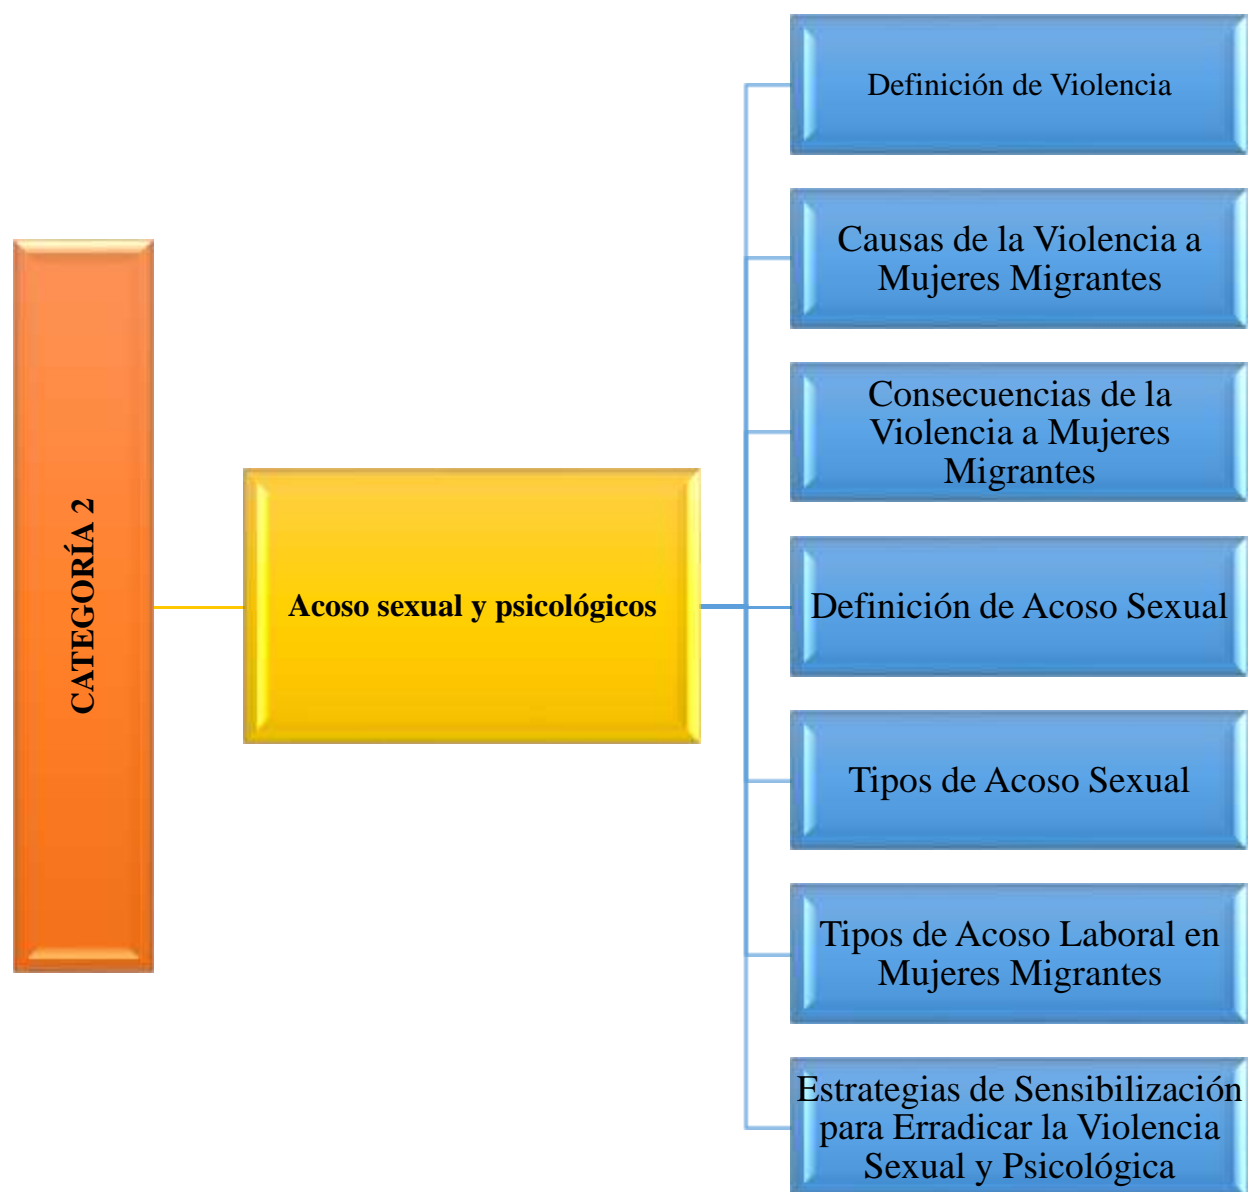 CATEGORÍA 2
Acoso sexual y psicológicos
Definición de Violencia
Causas de la Violencia a
Mujeres Migrantes
Consecuencias de la
Violencia a Mujeres
Migrantes
Definición de Acoso Sexual
Tipos de Acoso Sexual
Tipos de Acoso Laboral en
Mujeres Migrantes
Estrategias de Sensibilización
para Erradicar la Violencia
Sexual y Psicológica